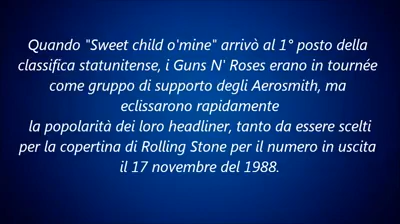 Quando "Sweet child o'mine" arrivò al 1° posto della
classifica statunitense, i Guns N' Roses erano in tournée
come gruppo di supporto degli Aerosmith, ma
eclissarono rapidamente
la popolarità dei loro headliner, tanto da essere scelti
per la copertina di Rolling Stone per il numero in uscita
il 17 novembre del 1988.